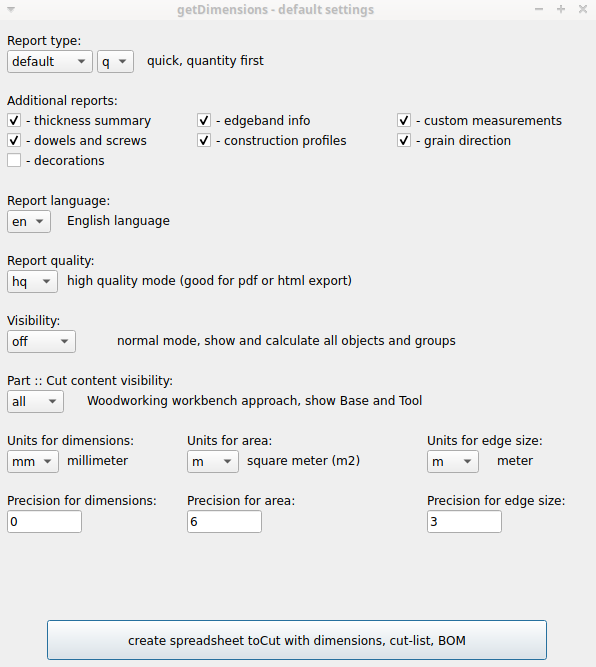 getDimensions - default settings
Report type:
default q quick, quantity first
Additional reports:
- thickness summary - edgeband info - custom measurements
- dowels and screws - construction profiles - grain direction
- decorations
Report language:
en English language
Report quality:
hq high quality mode (good for pdf or html export)
Visibility:
off normal mode, show and calculate all objects and groups
Part :: Cut content visibility:
all Woodworking workbench approach, show Base and Tool
Units for dimensions: Units for area: Units for edge size:
mm millimeter m square meter (m2) m meter
Precision for dimensions: Precision for area: Precision for edge size:
0 6 3
create spreadsheet toCut with dimensions, cut-list, BOM